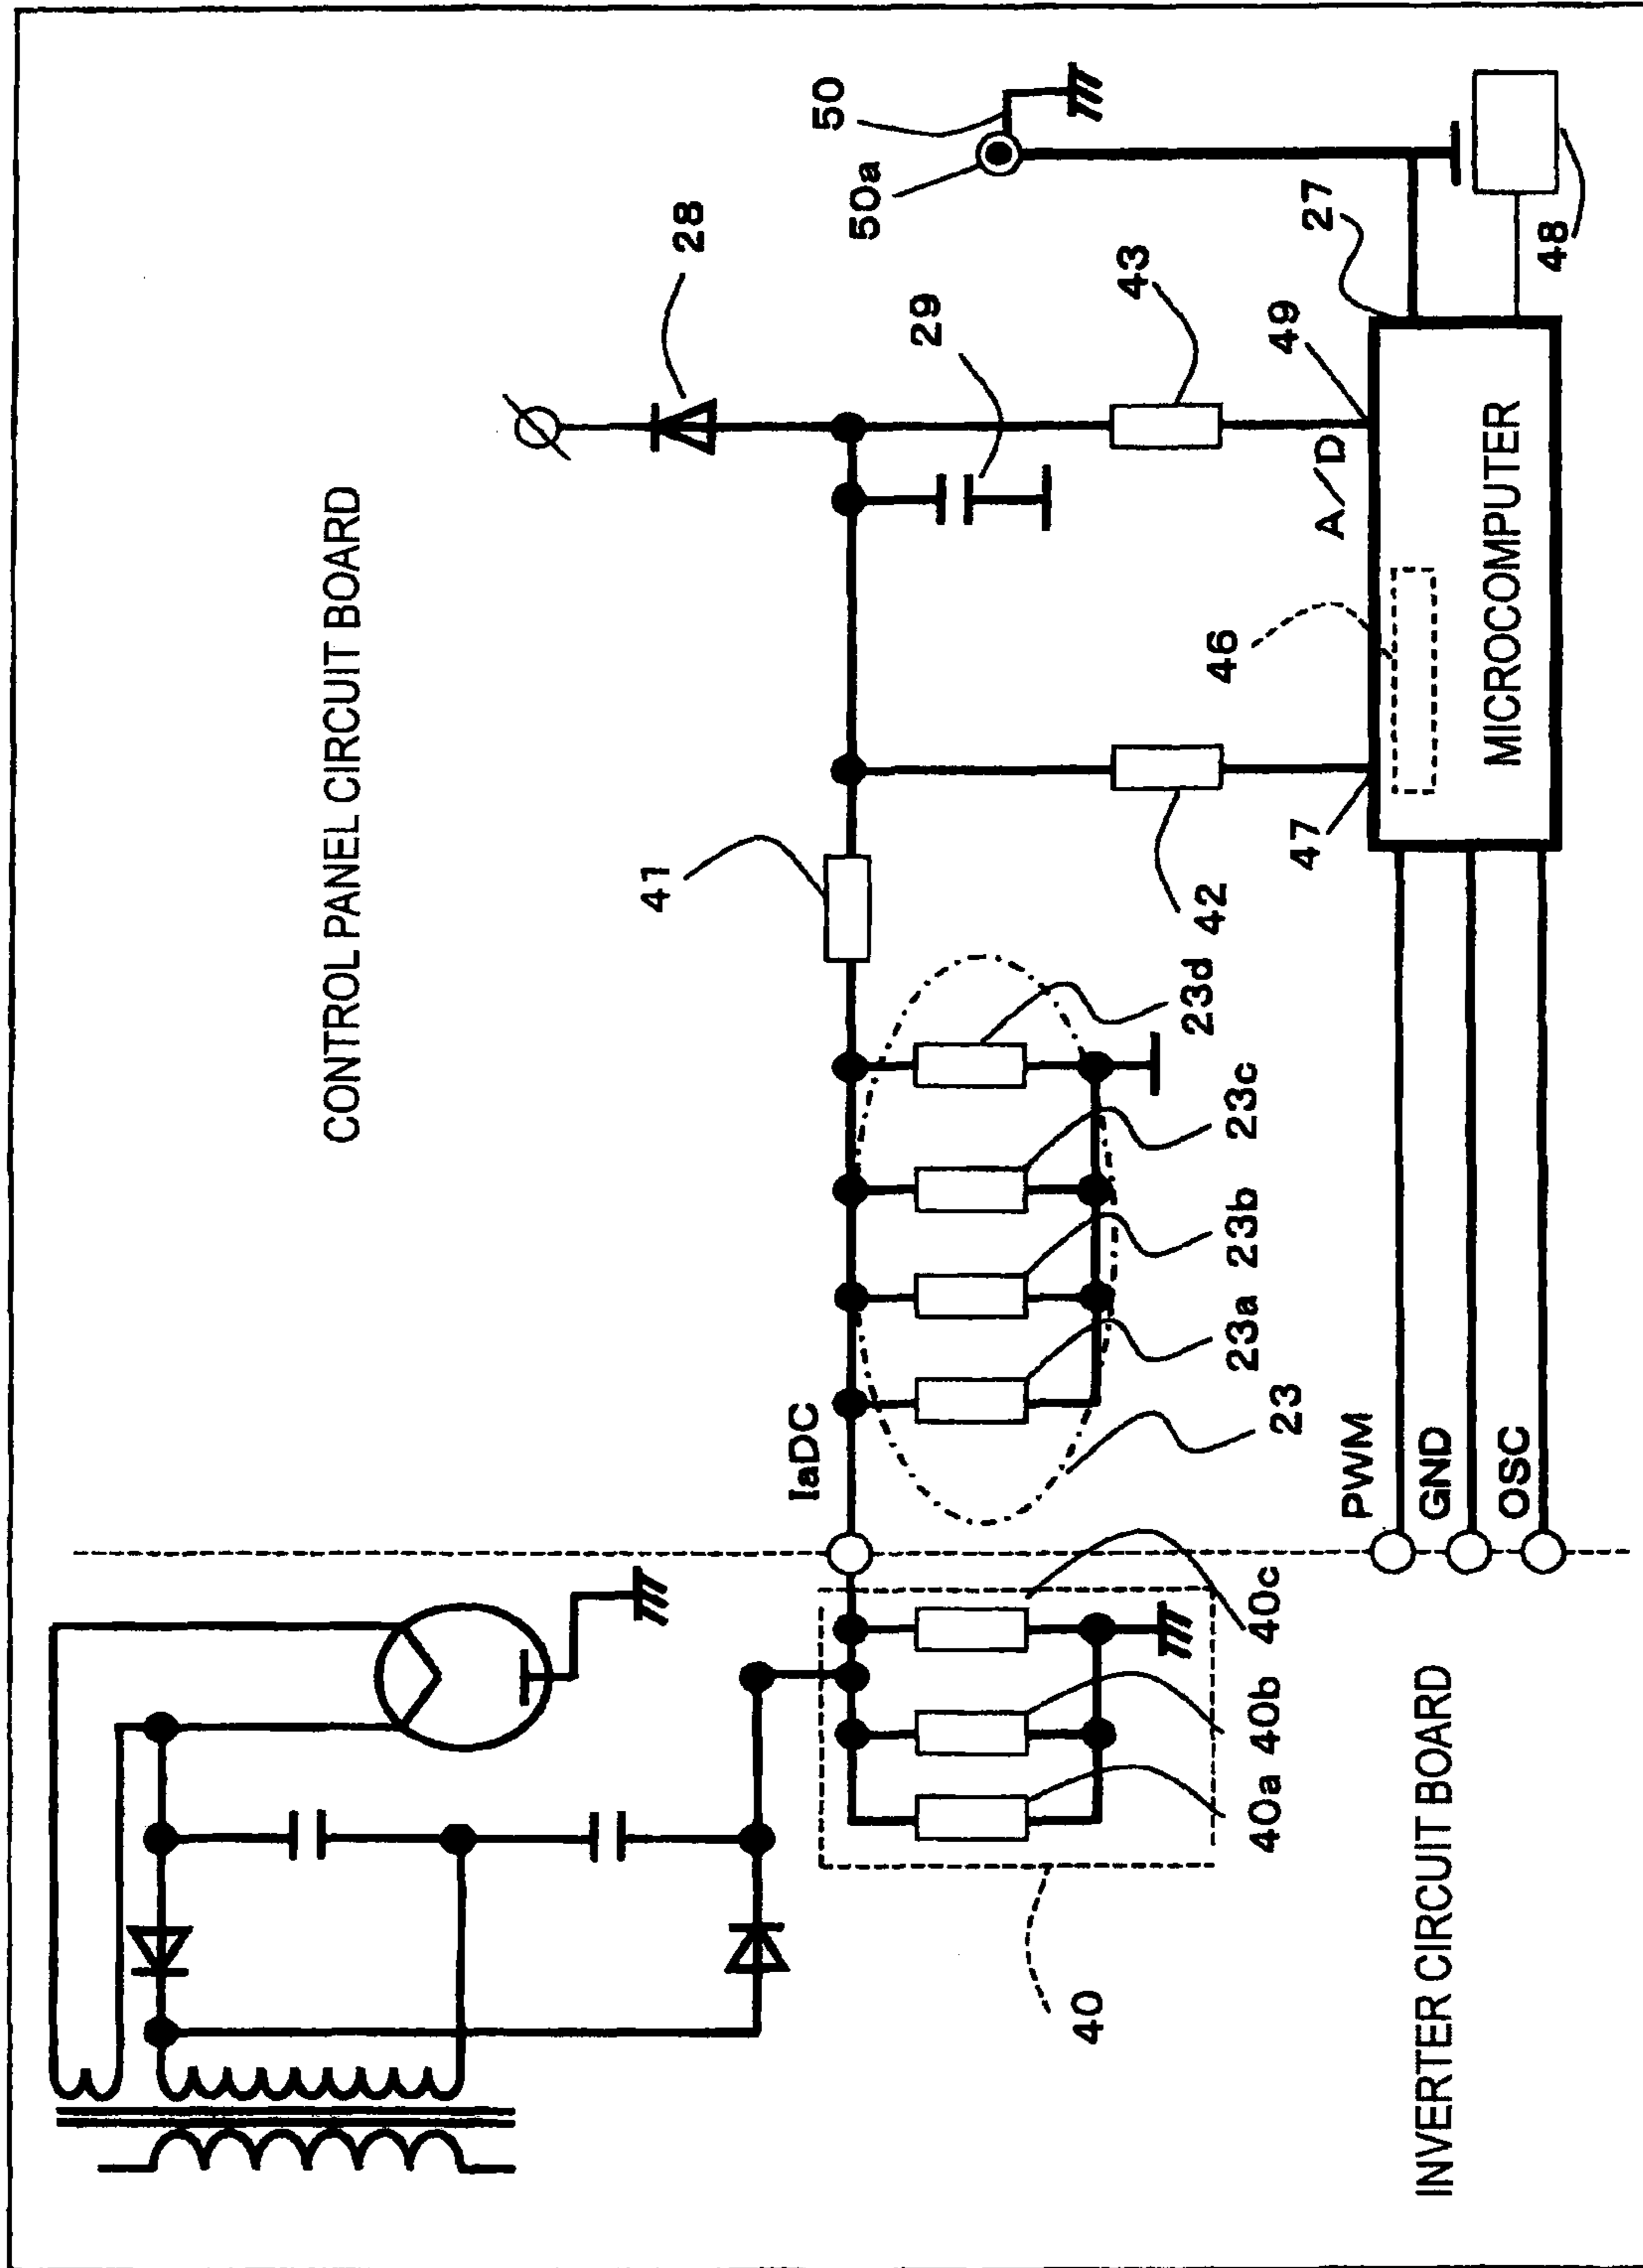 CONTROL PANEL CIRCUIT BOARD
28
50
50a
29
43
41
IaDC
27
49
A/D
46
47
42
48
23d
23c
23b
23a
23
MICROCOMPUTER
PWM
GND
OSC
40c
40b
40a
40
INVERTER CIRCUIT BOARD